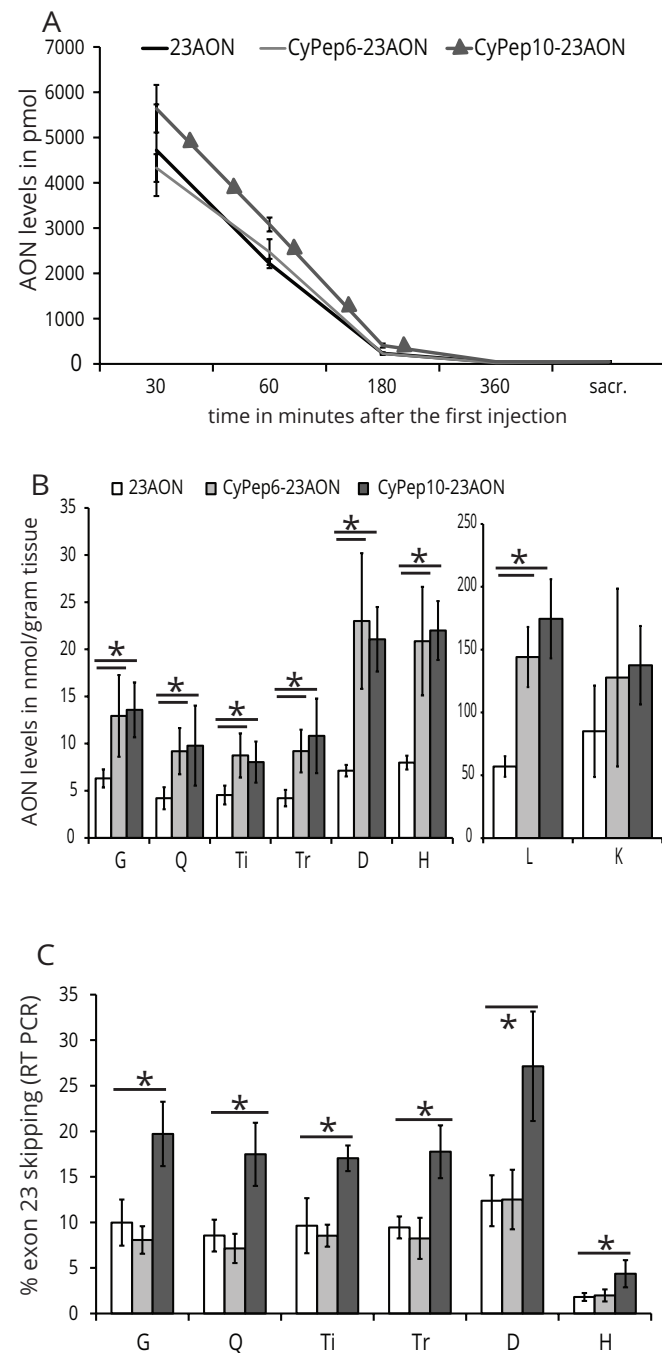 A
23AON CyPep6-23AON CyPep10-23AON
AON levels in pmol
7000
6000
5000
4000
3000
2000
1000
0
30 60 180 360 sacr.
time in minutes after the first injection
B
23AON CyPep6-23AON CyPep10-23AON
AON levels in nmol/gram tissue
35
30
25
20
15
10
5
0
* * * * * *
G Q Ti Tr D H
250
200
150
100
50
0
*
L K
C
% exon 23 skipping (RT PCR)
35
30
25
20
15
10
5
0
* * * * * *
G Q Ti Tr D H